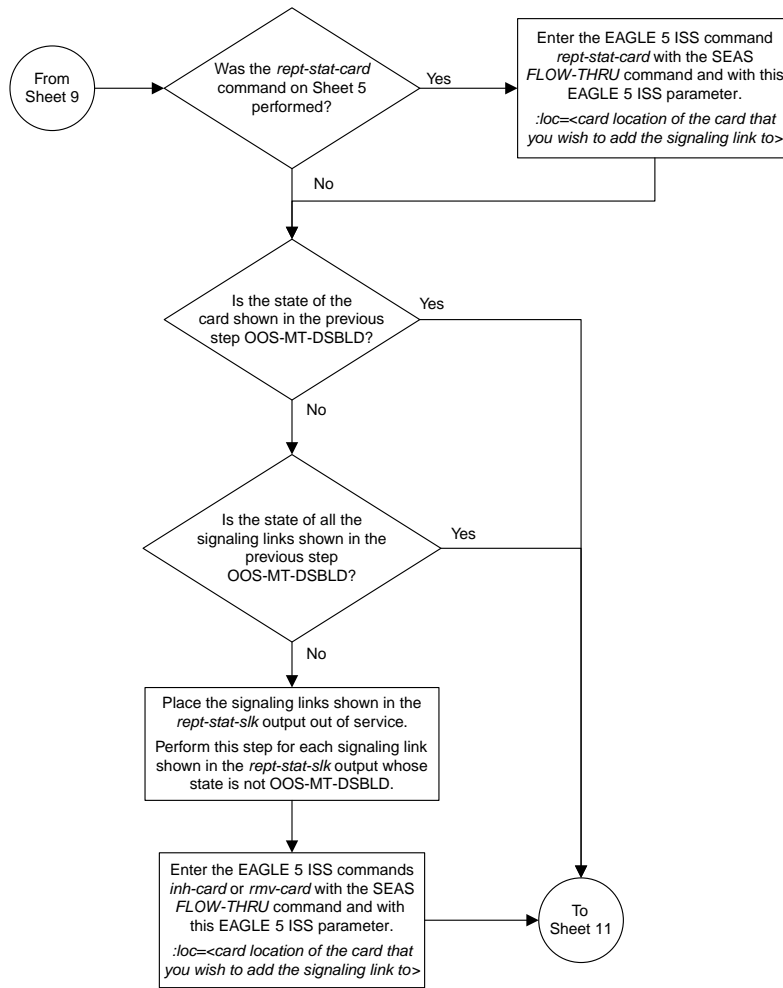 From
Sheet 9
Was the rept-stat-card
command on Sheet 5
performed?
Yes
Enter the EAGLE 5 ISS command
rept-stat-card with the SEAS
FLOW-THRU command and with this
EAGLE 5 ISS parameter.
:loc=<card location of the card that
you wish to add the signaling link to>
No
Is the state of the
card shown in the previous
step OOS-MT-DSBLD?
Yes
No
Is the state of all the
signaling links shown in the
previous step
OOS-MT-DSBLD?
Yes
No
Place the signaling links shown in the
rept-stat-slk output out of service.
Perform this step for each signaling link
shown in the rept-stat-slk output whose
state is not OOS-MT-DSBLD.
Enter the EAGLE 5 ISS commands
inh-card or rmv-card with the SEAS
FLOW-THRU command and with
this EAGLE 5 ISS parameter.
:loc=<card location of the card that
you wish to add the signaling link to>
To
Sheet 11